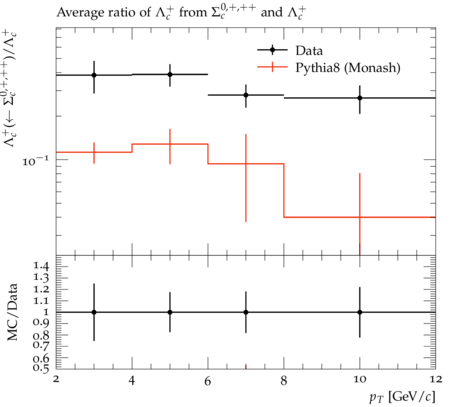 Average ratio of Λc+ from Σc0,+,++ and Λc+
Λc+(← Σc0,+,++)/Λc+
Data
Pythia8 (Monash)
10−1
MC/Data
1.4
1.3
1.2
1.1
1
0.9
0.8
0.7
0.6
0.5
2 4 6 8 10 12
pT [GeV/c]